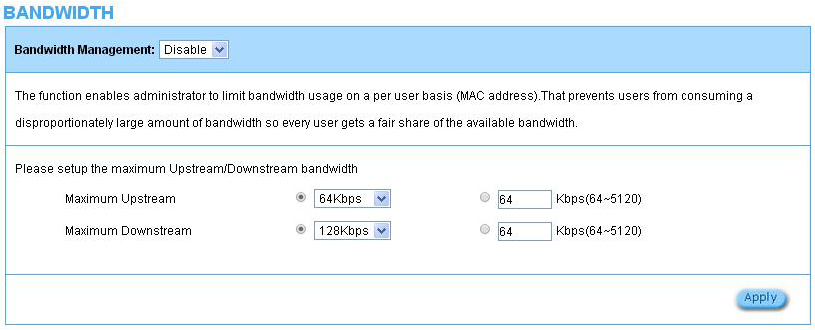 BANDWIDTH
Bandwidth Management: Disable
The function enables administrator to limit bandwidth usage on a per user basis (MAC address).That prevents users from consuming a
disproportionately large amount of bandwidth so every user gets a fair share of the available bandwidth.
Please setup the maximum Upstream/Downstream bandwidth
Maximum Upstream 64Kbps 64 Kbps(64~5120)
Maximum Downstream 128Kbps 64 Kbps(64~5120)
Apply